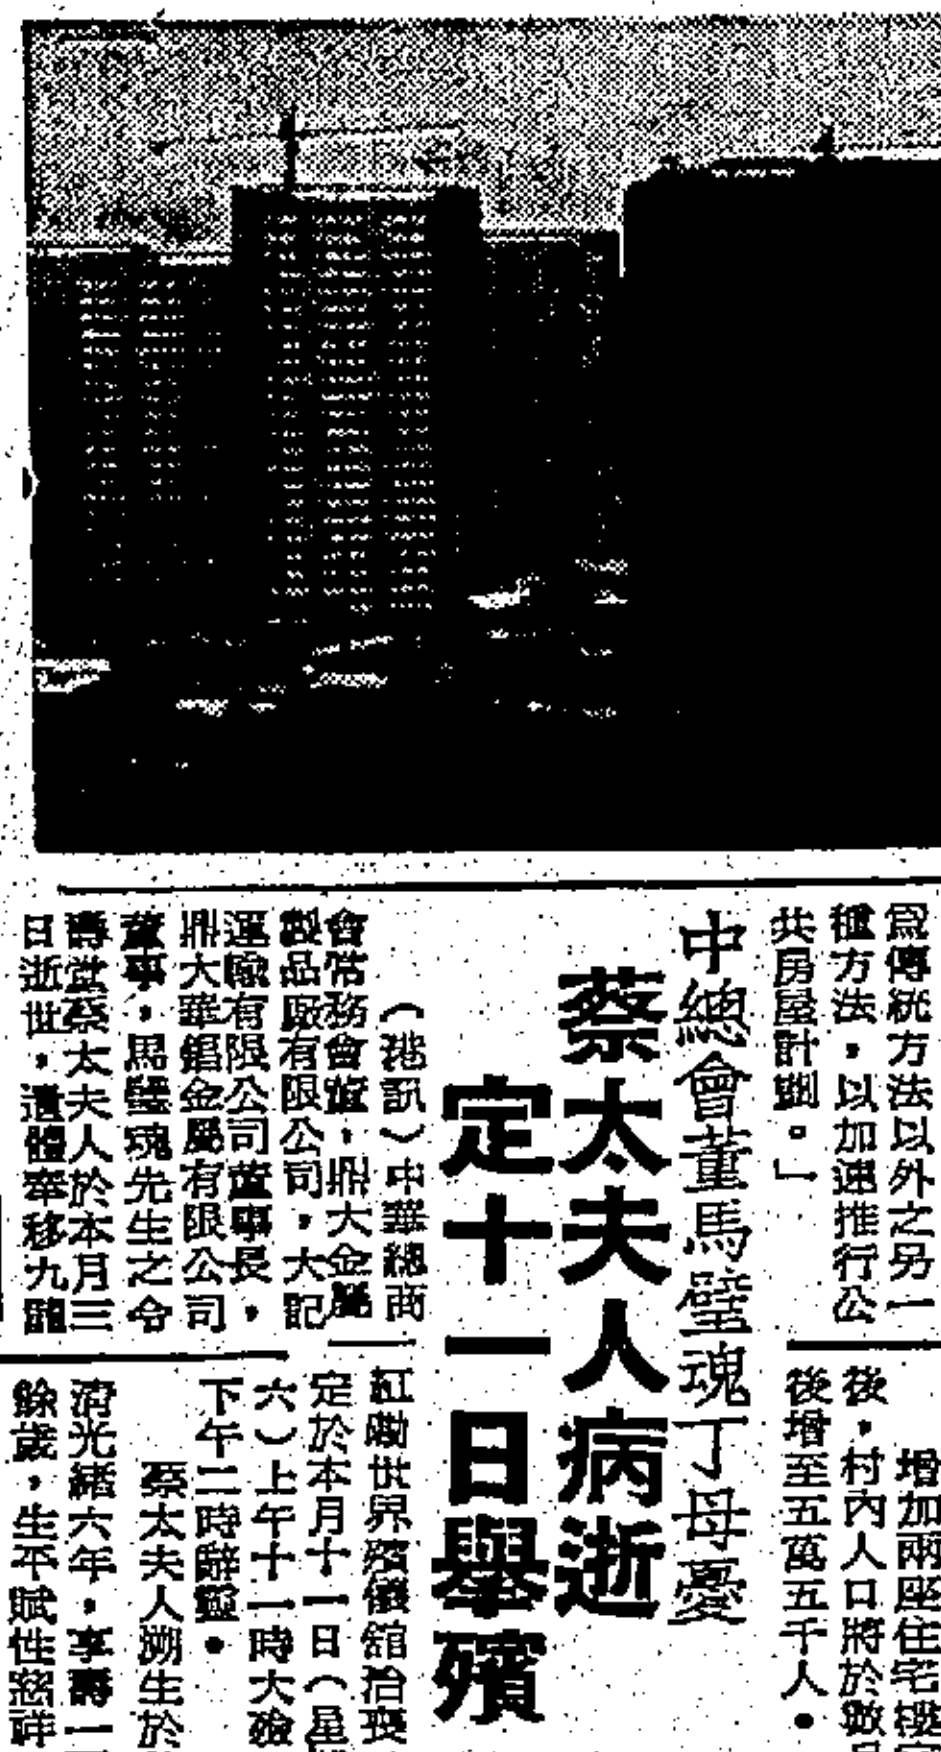 爲傳統方法以外之另一
種方法，以加速推行公
共房屋計劃。」
增加兩座住宅樓
後，村內人口將於數
後增至五萬五千人。
中總會董馬璧魂丁母憂
蔡太夫人病逝
定十一日舉殯
（港訊）中華總商
會常務會董，鼎大金屬
製品廠有限公司，大記
運輸有限公司董事長，
鼎大華鋁金屬有限公司
董事，馬璧魂先生之令
壽堂蔡太夫人於本月三
日逝世，遺體奉移九龍
紅磡世界殯儀館治喪
定於本月十一日（星
六）上午十一時大殮
下午二時辭靈。
蔡太夫人溯生於
清光緒六年，享壽一
餘歲，生平賦性慈祥